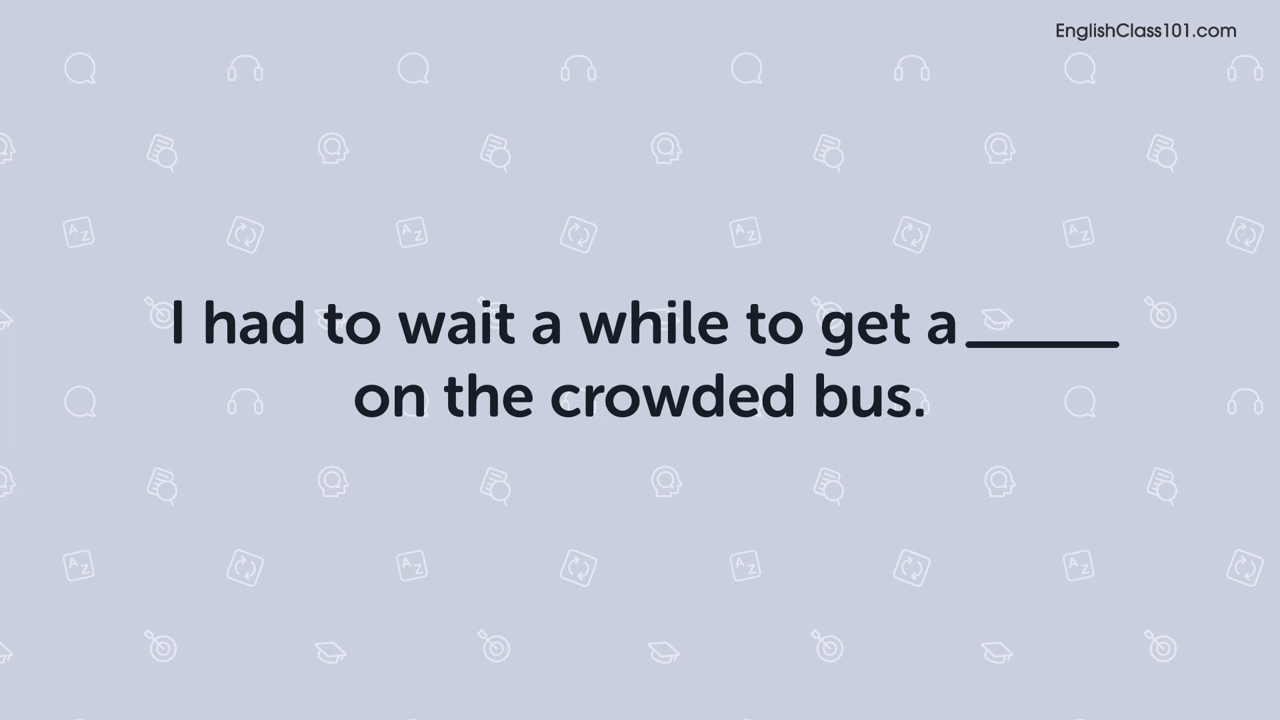 EnglishClass101.com
I had to wait a while to get a_____
on the crowded bus.